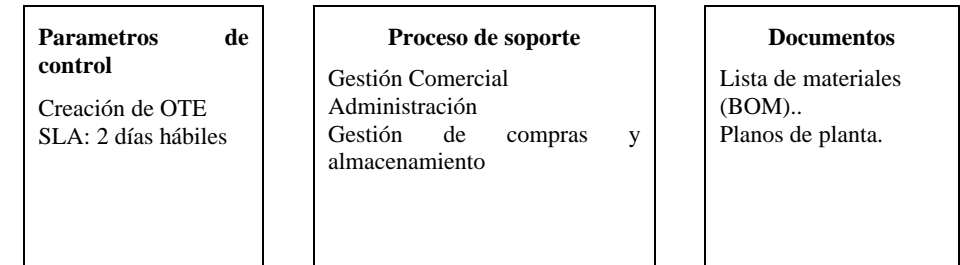 Parametros de
control
Creación de OTE
SLA: 2 días hábiles
Proceso de soporte
Gestión Comercial
Administración
Gestión de compras y
almacenamiento
Documentos
Lista de materiales
(BOM)..
Planos de planta.